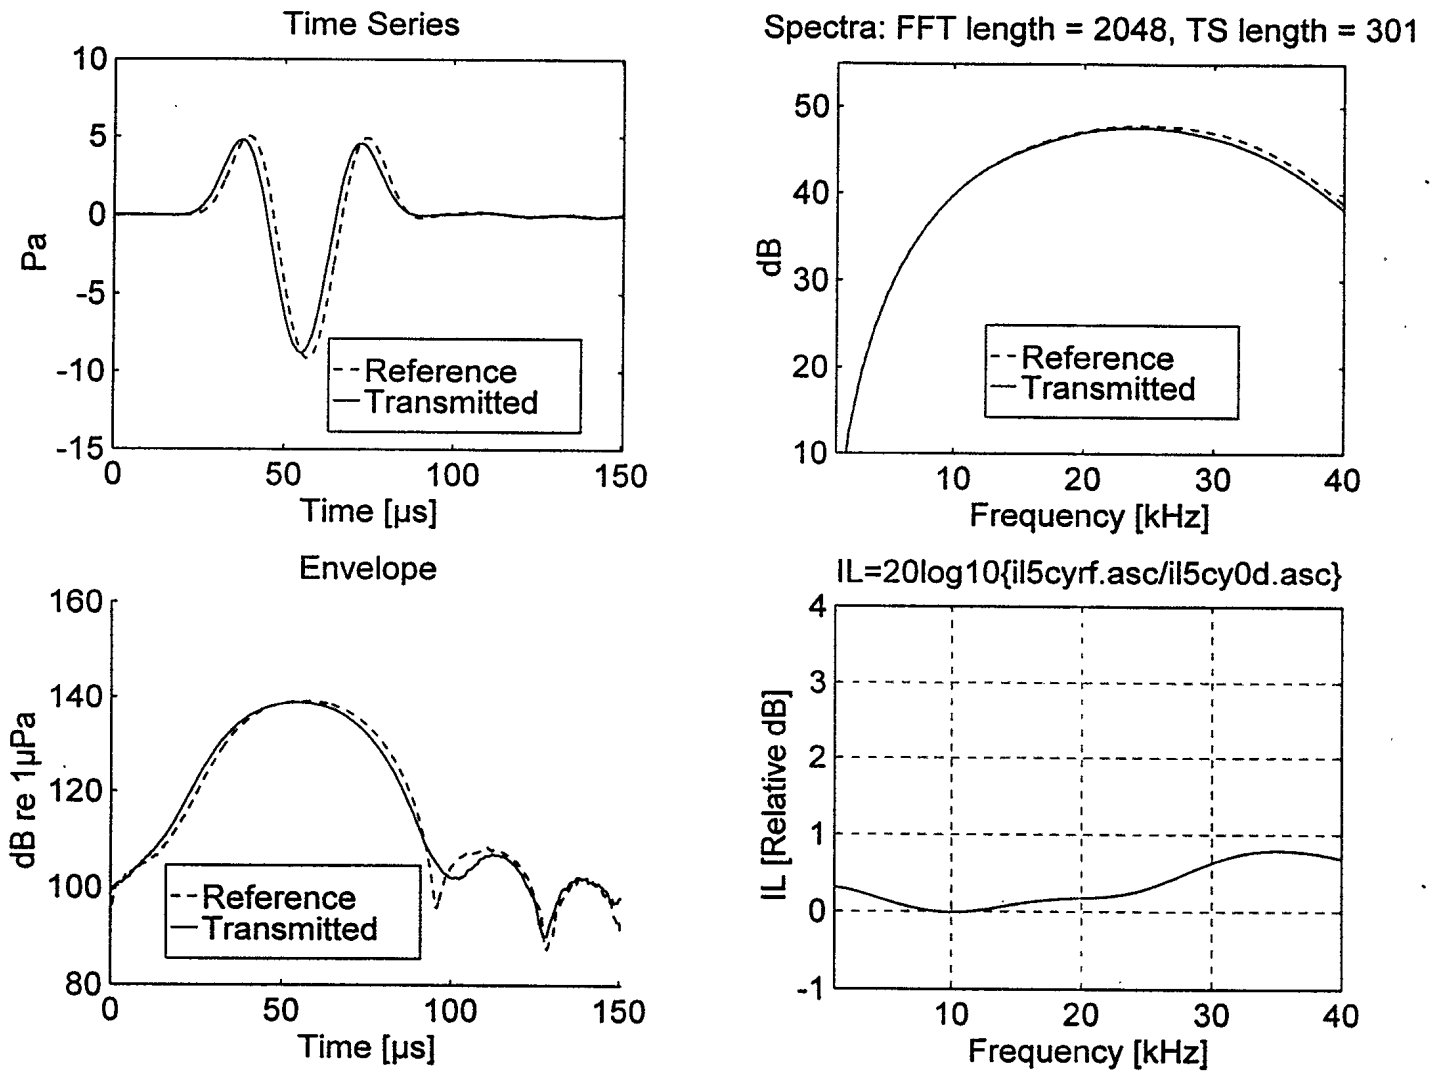 Time Series
10
5
0
-5
-10
-15
Pa
Reference
Transmitted
0
50
100
150
Time [µs]
Spectra: FFT length = 2048, TS length = 301
50
40
30
20
10
dB
Reference
Transmitted
10
20
30
40
Frequency [kHz]
Envelope
160
140
120
100
80
dB re 1µPa
Reference
Transmitted
0
50
100
150
Time [µs]
IL=20log10{il5cyrf.asc/il5cy0d.asc}
4
3
2
1
0
-1
IL [Relative dB]
10
20
30
40
Frequency [kHz]